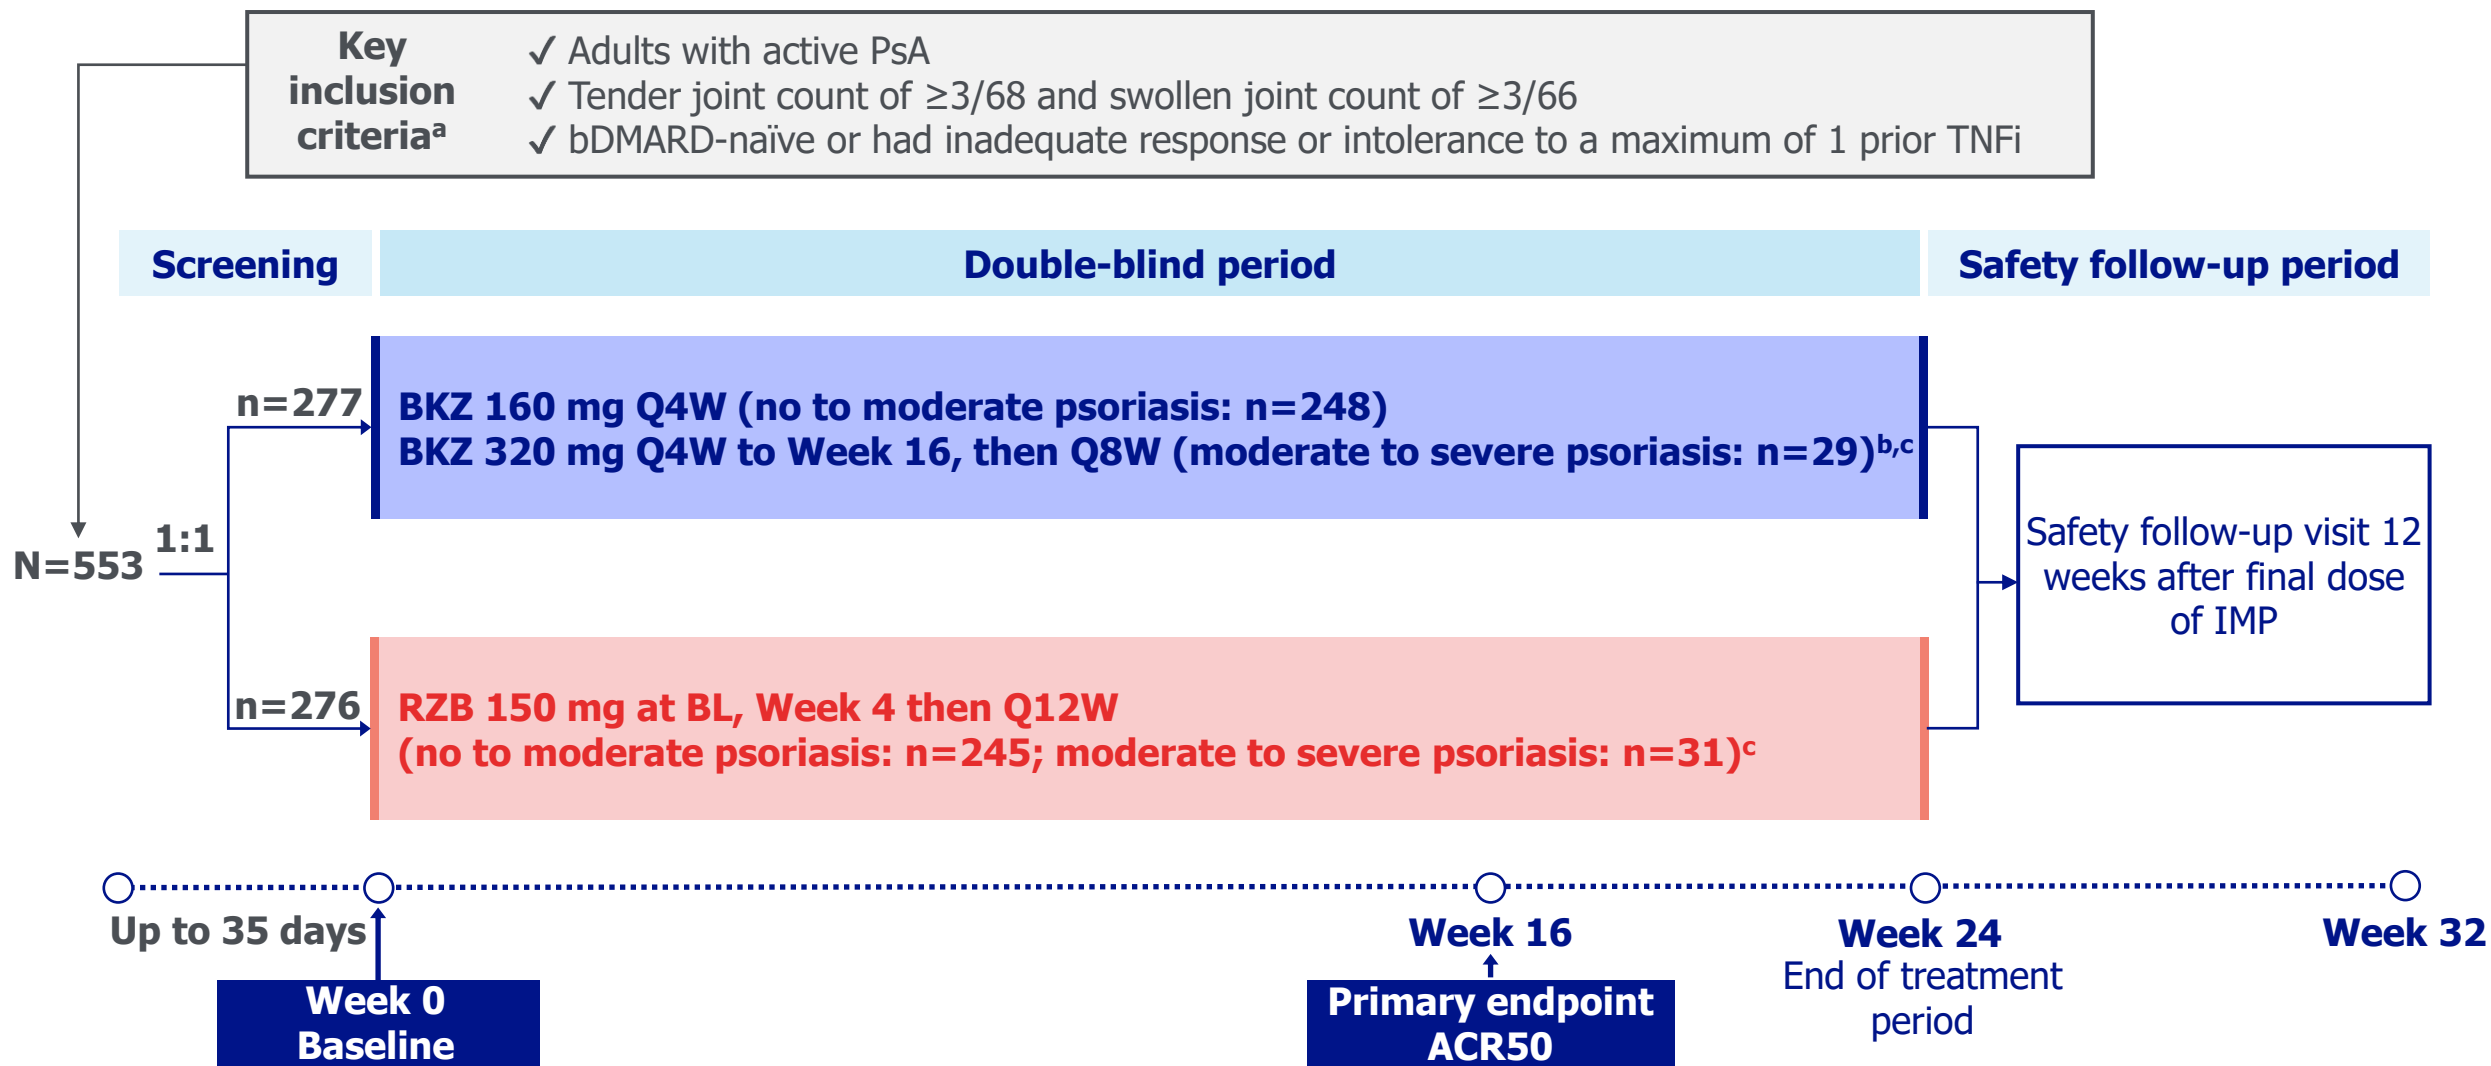 Key
inclusion
criteriaᵃ
✓ Adults with active PsA
✓ Tender joint count of ≥3/68 and swollen joint count of ≥3/66
✓ bDMARD-naïve or had inadequate response or intolerance to a maximum of 1 prior TNFi
Screening
Double-blind period
Safety follow-up period
n=277
BKZ 160 mg Q4W (no to moderate psoriasis: n=248)
BKZ 320 mg Q4W to Week 16, then Q8W (moderate to severe psoriasis: n=29)ᵇ,ᶜ
N=553
1:1
Safety follow-up visit 12
weeks after final dose
of IMP
n=276
RZB 150 mg at BL, Week 4 then Q12W
(no to moderate psoriasis: n=245; moderate to severe psoriasis: n=31)ᶜ
Up to 35 days
Week 0
Baseline
Week 16
Primary endpoint
ACR50
Week 24
End of treatment
period
Week 32